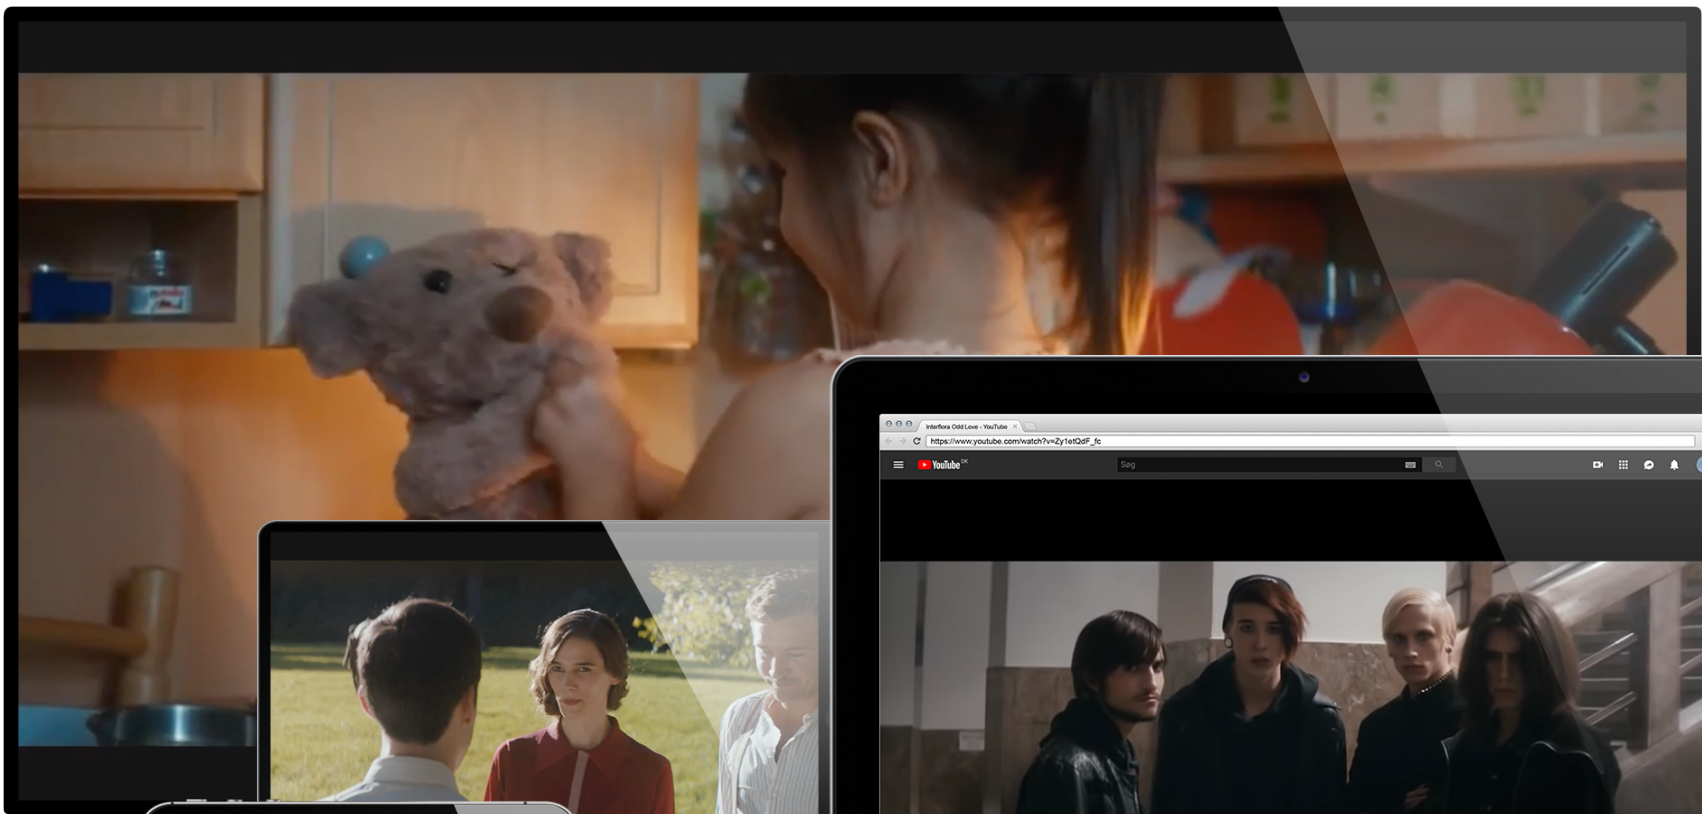 Interflora Odd Love - YouTube
https://www.youtube.com/watch?v=Zy1etQdF_fc
YouTube DK
Søg